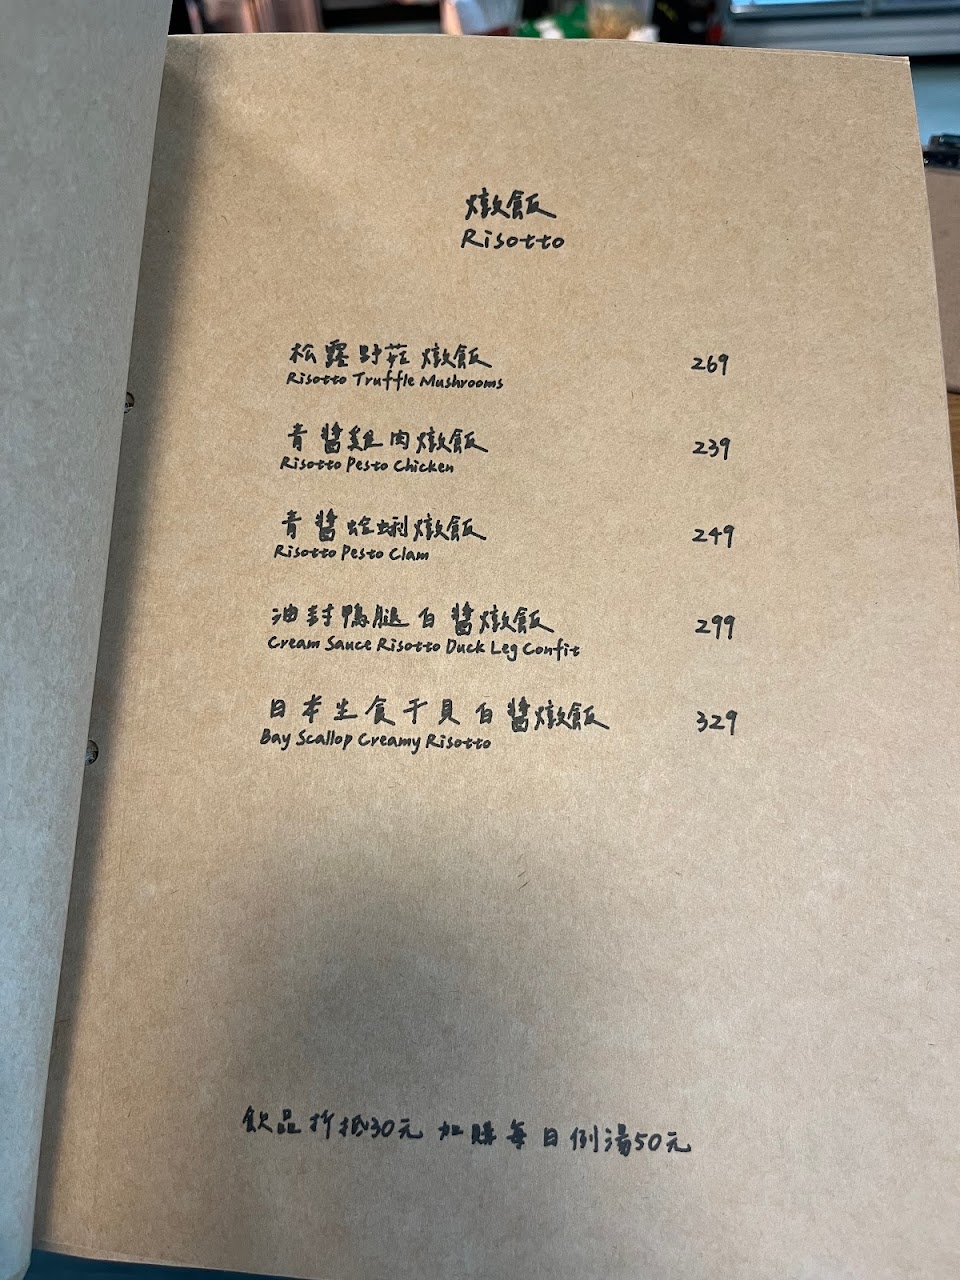 燉飯
Risotto
松露野菇燉飯 269
Risotto Truffle Mushrooms
青醬雞肉燉飯 239
Risotto Pesto Chicken
青醬蛤蜊燉飯 249
Risotto Pesto Clam
油封鴨腿白醬燉飯 299
Cream Sauce Risotto Duck Leg Confit
日本生食干貝白醬燉飯 329
Bay Scallop Creamy Risotto
飲品折抵30元 加購每日例湯50元